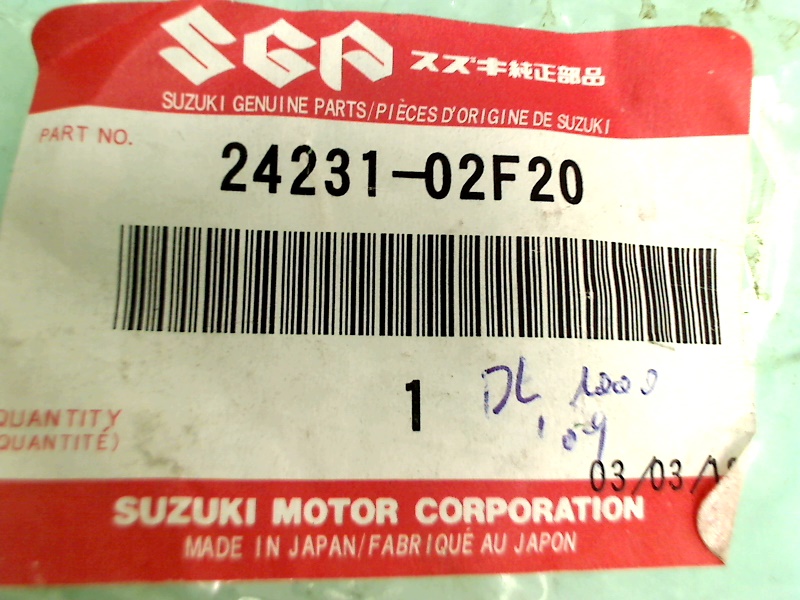 SGP スズキ純正部品
SUZUKI GENUINE PARTS/PIÈCES D'ORIGINE DE SUZUKI
PART NO.
24231-02F20
1
DL 1000
'09
QUANTITY
QUANTITÉ)
03/03/1
SUZUKI MOTOR CORPORATION
MADE IN JAPAN/FABRIQUÉ AU JAPON